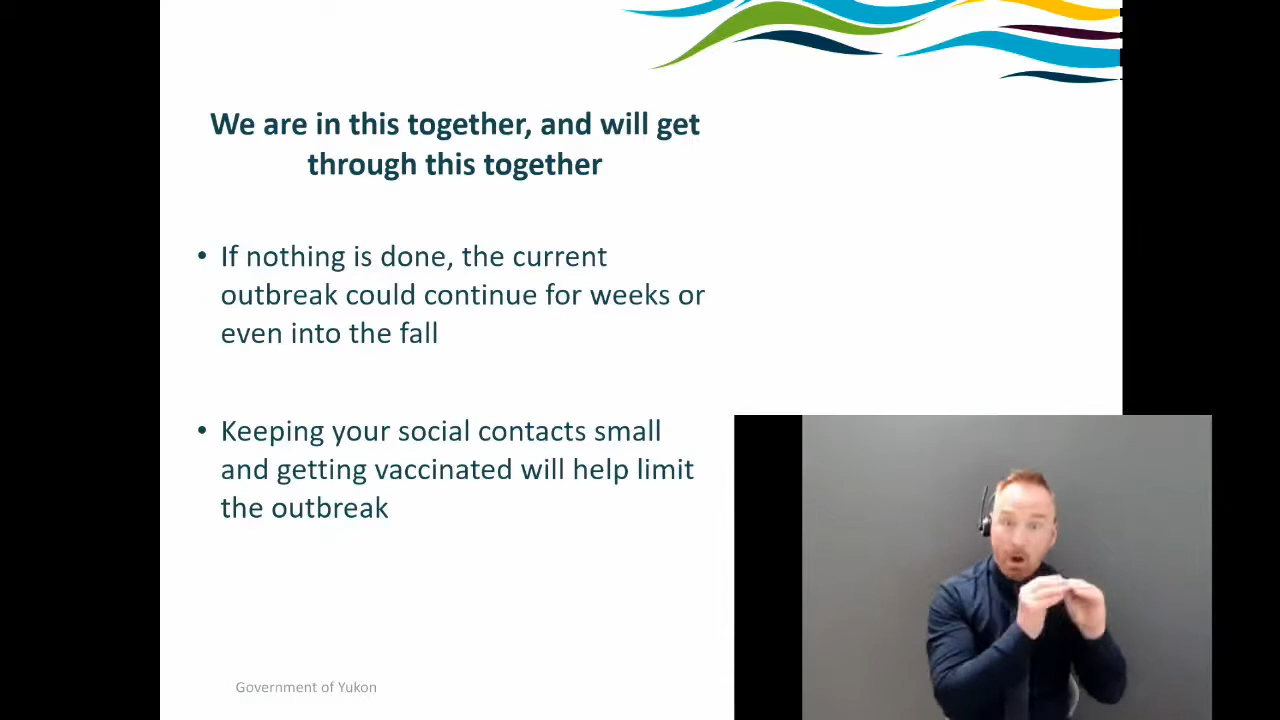 We are in this together, and will get
through this together
• If nothing is done, the current
outbreak could continue for weeks or
even into the fall
• Keeping your social contacts small
and getting vaccinated will help limit
the outbreak
Government of Yukon